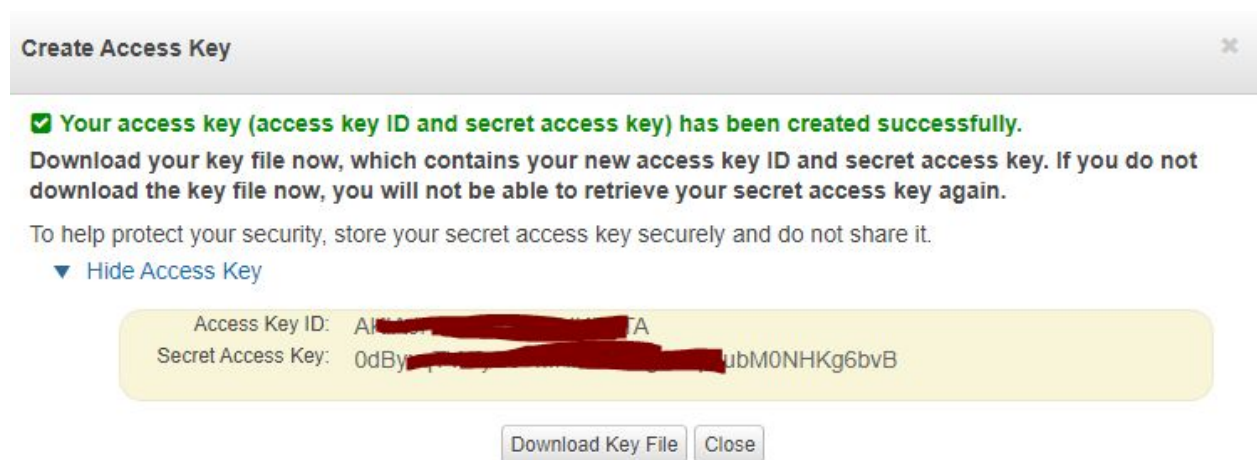 Create Access Key
Your access key (access key ID and secret access key) has been created successfully.
Download your key file now, which contains your new access key ID and secret access key. If you do not
download the key file now, you will not be able to retrieve your secret access key again.
To help protect your security, store your secret access key securely and do not share it.
Hide Access Key
Access Key ID:
Secret Access Key:
Download Key File Close